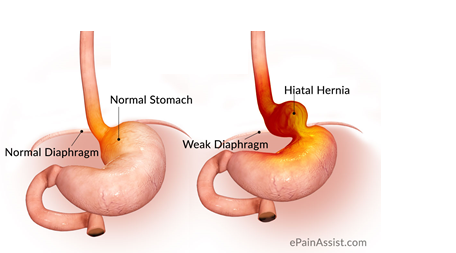 Normal Stomach
Normal Diaphragm
Hiatal Hernia
Weak Diaphragm
ePainAssist.com